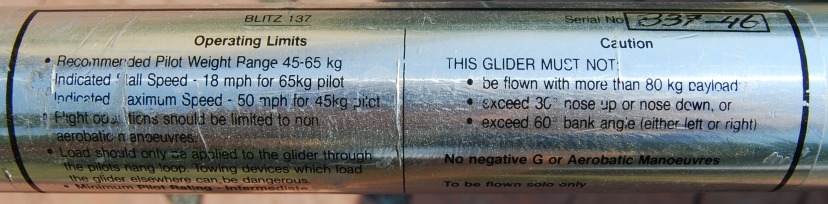 BLITZ 137
Serial No 337-46
Operating Limits
• Recommended Pilot Weight Range 45-65 kg
Indicated Stall Speed - 18 mph for 65kg pilot
Indicated Maximum Speed - 50 mph for 45kg pilot
• Flight operations should be limited to non
aerobatic manoeuvres.
• Load should only be applied to the glider through
the pilots hang loop. Towing devices which load
the glider elsewhere can be dangerous.
• Minimum Pilot Rating - Intermediate
Caution
THIS GLIDER MUST NOT
• be flown with more than 80 kg payload
• exceed 30° nose up or nose down, or
• exceed 60° bank angle (either left or right)
No negative G or Aerobatic Manoeuvres
To be flown solo only